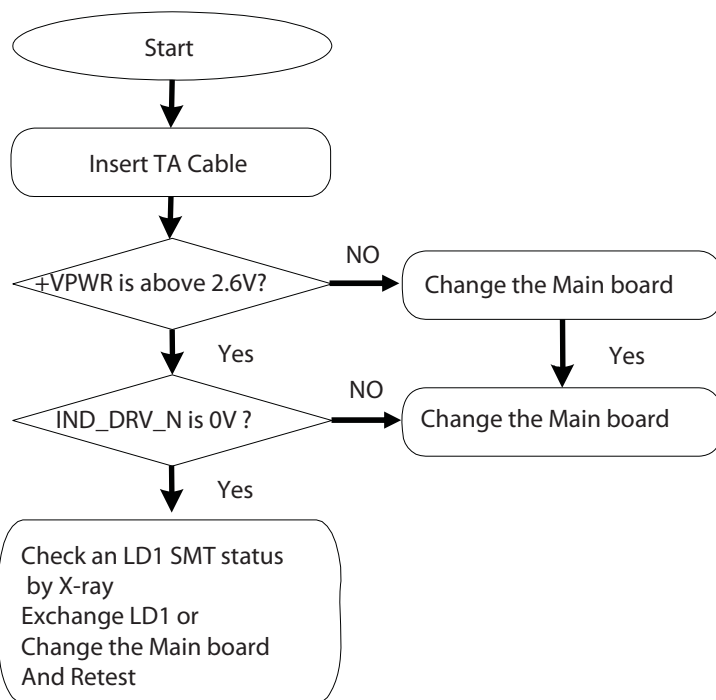 Start
Insert TA Cable
+VPWR is above 2.6V?
NO
Change the Main board
Yes
Yes
IND_DRV_N is 0V ?
NO
Change the Main board
Yes
Check an LD1 SMT status
by X-ray
Exchange LD1 or
Change the Main board
And Retest